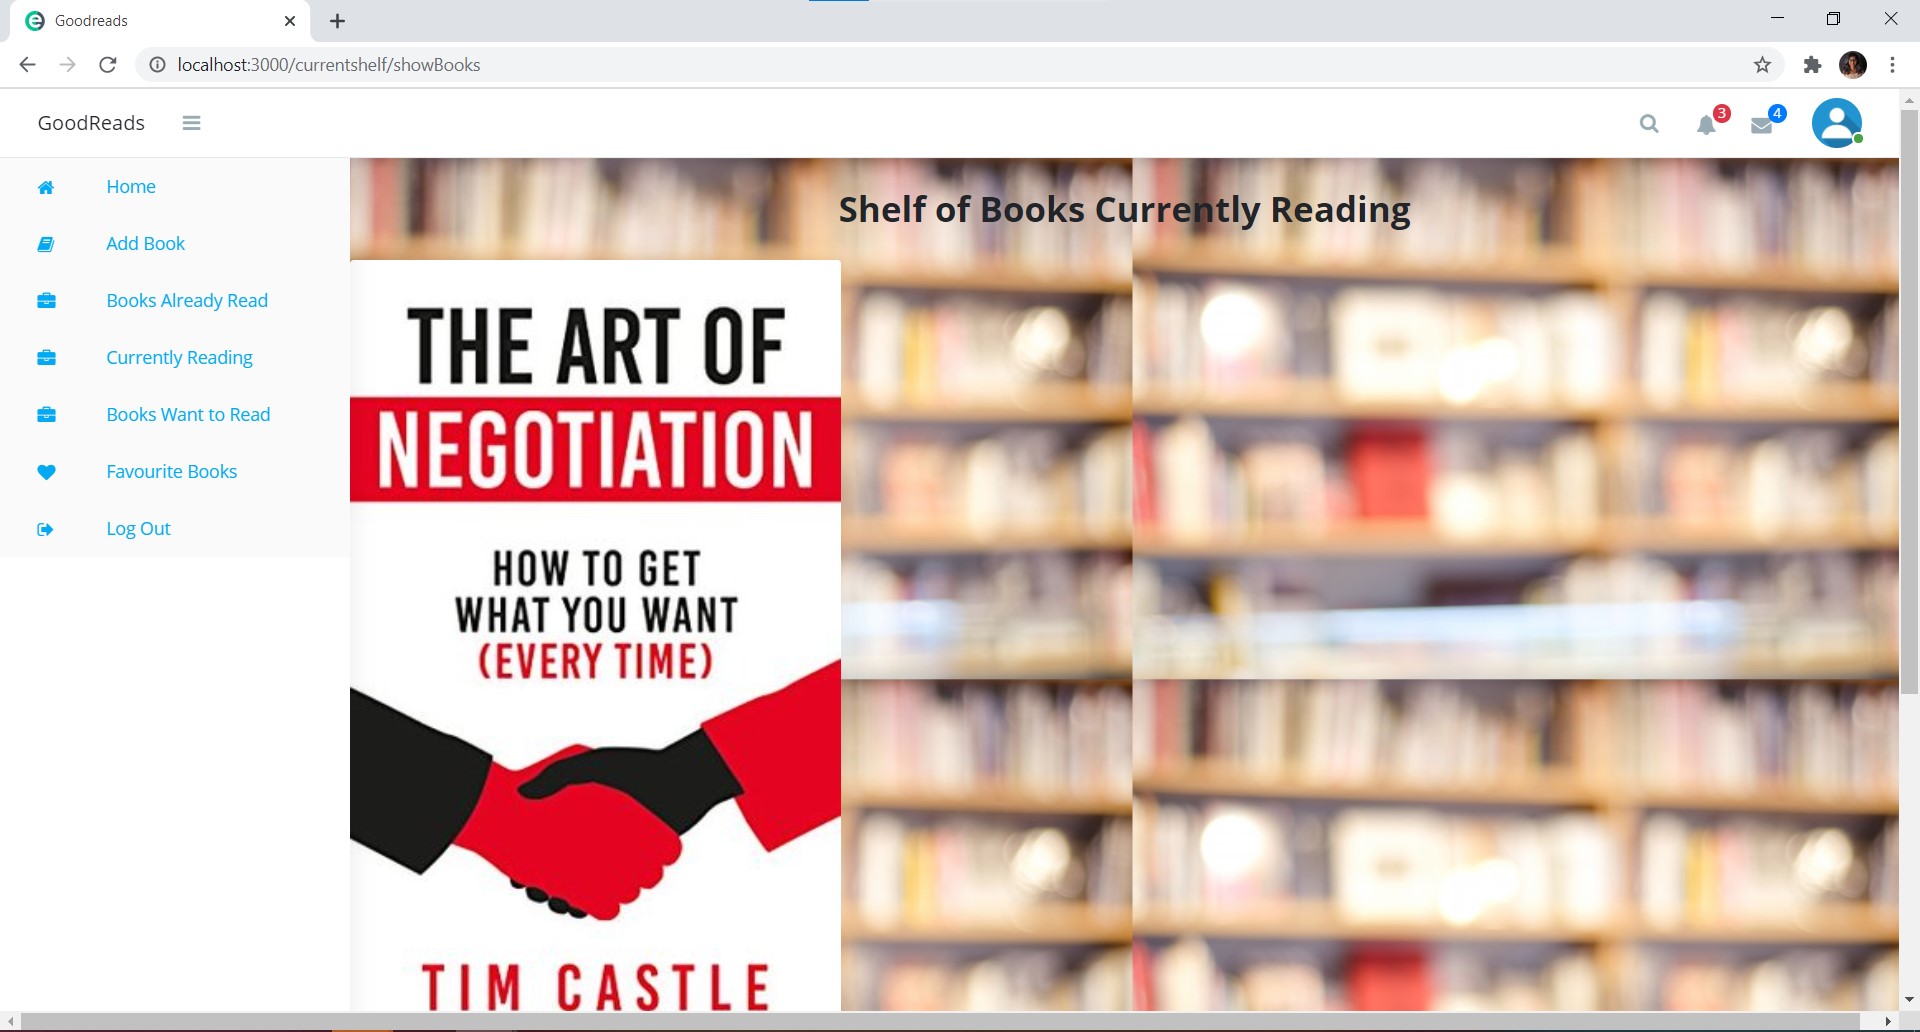 Goodreads
localhost:3000/currentshelf/showBooks
GoodReads
3
4
Home
Add Book
Books Already Read
Currently Reading
Books Want to Read
Favourite Books
Log Out
Shelf of Books Currently Reading
THE ART OF
NEGOTIATION
HOW TO GET
WHAT YOU WANT
(EVERY TIME)
TIM CASTLE